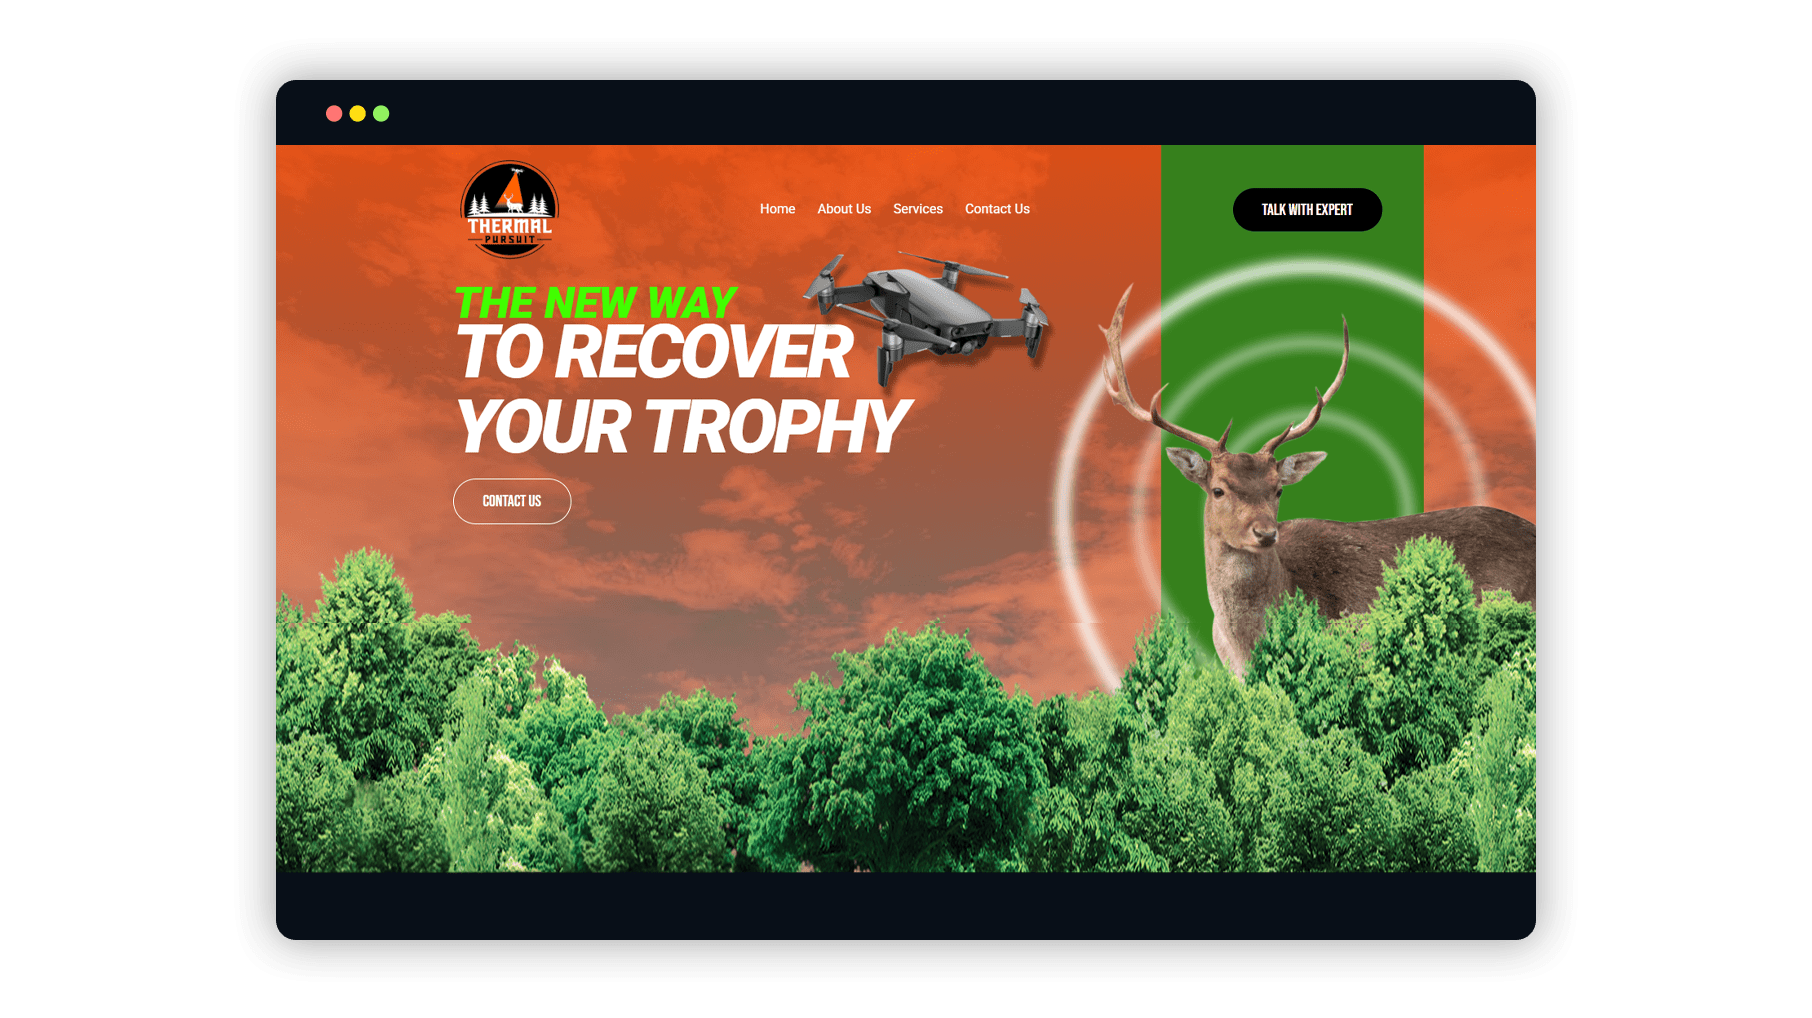 THERMAL
PURSUIT
Home About Us Services Contact Us
TALK WITH EXPERT
THE NEW WAY
TO RECOVER
YOUR TROPHY
CONTACT US